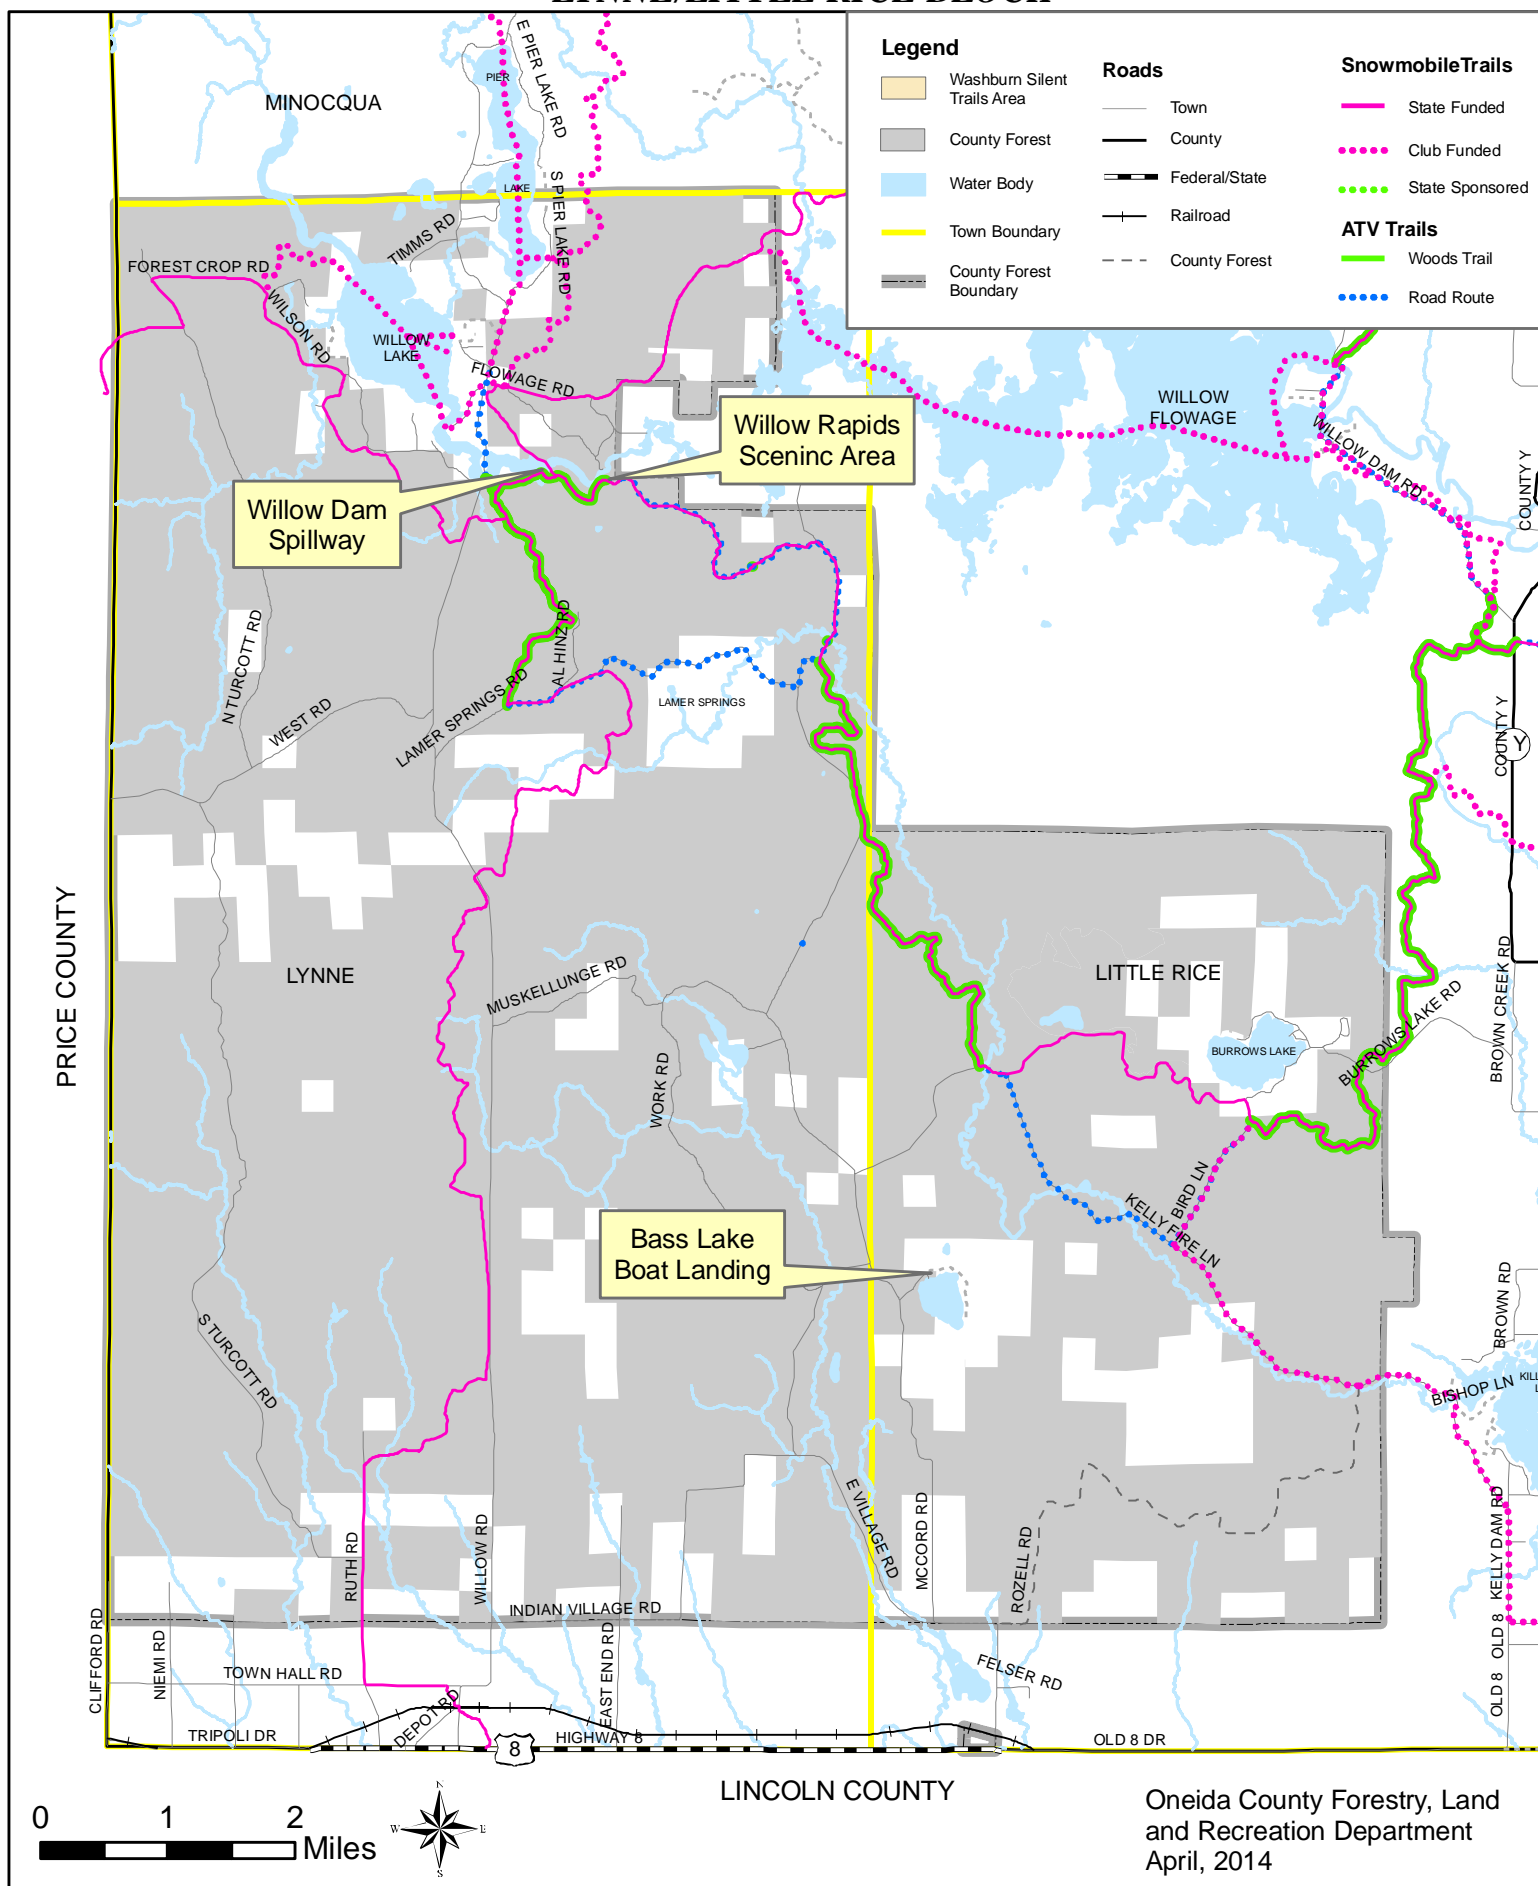 LYNNE/LITTLE RICE BLOCK
Legend
Washburn Silent
Trails Area
County Forest
Water Body
Town Boundary
County Forest
Boundary
Roads
Town
County
Federal/State
Railroad
County Forest
SnowmobileTrails
State Funded
Club Funded
State Sponsored
ATV Trails
Woods Trail
Road Route
MINOCQUA
PIER
LAKE
E PIER LAKE RD
S PIER LAKE RD
TIMMS RD
FOREST CROP RD
WILSON RD
WILLOW
LAKE
FLOWAGE RD
WILLOW
FLOWAGE
Willow Rapids
Sceninc Area
WILLOW DAM RD
COUNTY Y
Willow Dam
Spillway
N TURCOTT RD
AL HINZ RD
WEST RD
LAMER SPRINGS RD
LAMER SPRINGS
COUNTY Y
Y
PRICE COUNTY
LYNNE
MUSKELLUNGE RD
LITTLE RICE
BURROWS LAKE
BURROWS LAKE RD
BROWN CREEK RD
WORK RD
BIRD LN
KELLY FIRE LN
Bass Lake
Boat Landing
BROWN RD
S TURCOTT RD
BISHOP LN
KILL
L
E VILLAGE RD
MCCORD RD
ROZELL RD
KELLY DAM RD
RUTH RD
WILLOW RD
INDIAN VILLAGE RD
CLIFFORD RD
NIEMI RD
TOWN HALL RD
EAST END RD
FELSER RD
OLD 8
OLD 8
TRIPOLI DR
DEPOT RD
8
HIGHWAY 8
OLD 8 DR
LINCOLN COUNTY
0 1 2
Miles
N
W E
S
Oneida County Forestry, Land
and Recreation Department
April, 2014